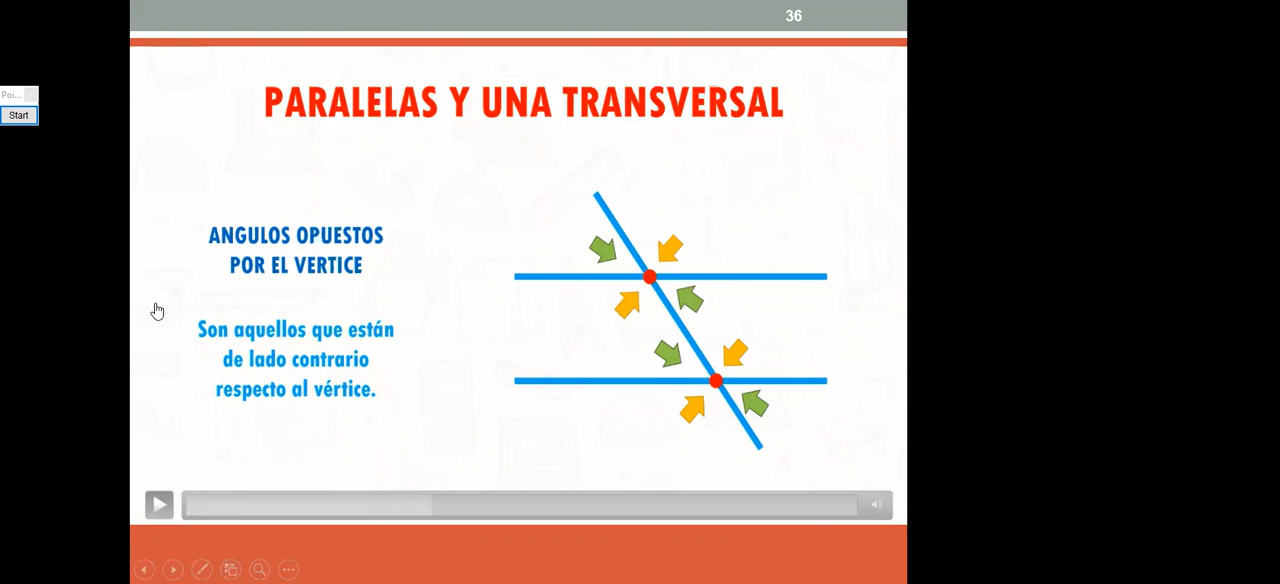 36
PARALELAS Y UNA TRANSVERSAL
Poi...
Start
ANGULOS OPUESTOS
POR EL VERTICE
Son aquellos que están
de lado contrario
respecto al vértice.